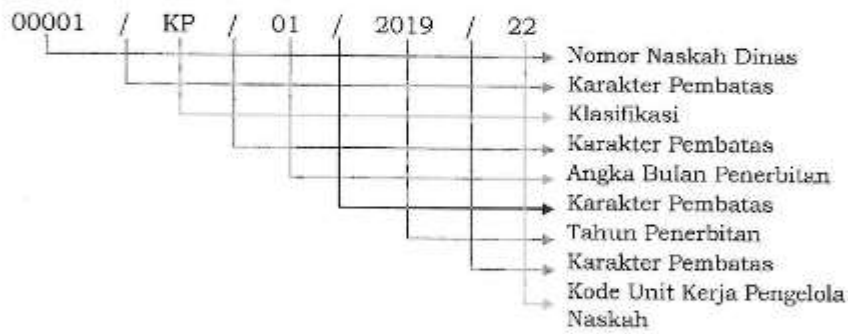 00001 / KP / 01 / 2019 / 22
Nomor Naskah Dinas
Karakter Pembatas
Klasifikasi
Karakter Pembatas
Angka Bulan Penerbitan
Karakter Pembatas
Tahun Penerbitan
Karakter Pembatas
Kode Unit Kerja Pengelola
Naskah